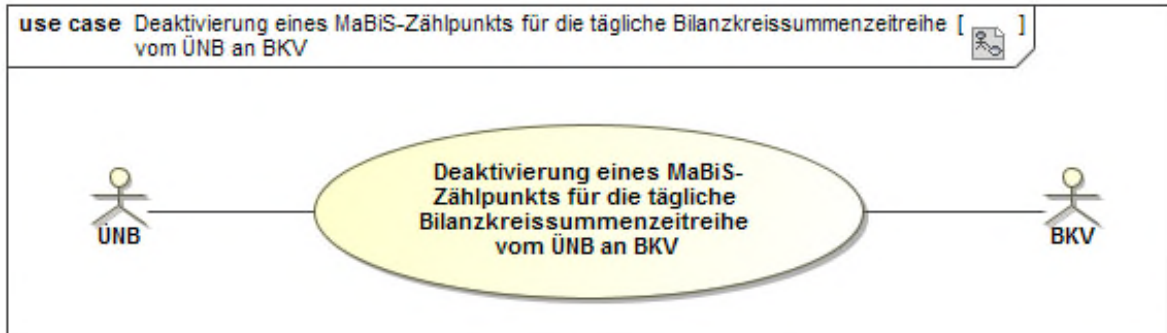 use case Deaktivierung eines MaBiS-Zählpunkts für die tägliche Bilanzkreissummenzeitreihe [ ]
vom ÜNB an BKV
Deaktivierung eines MaBiS-
Zählpunkts für die tägliche
Bilanzkreissummenzeitreihe
vom ÜNB an BKV
ÜNB
BKV